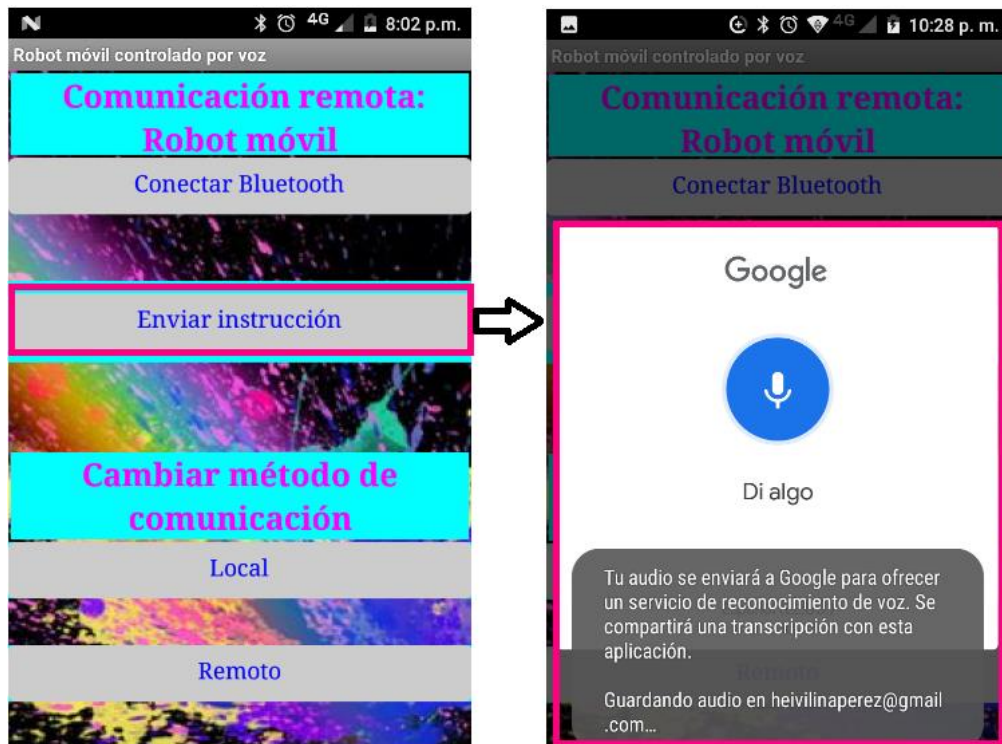 4G 8:02 p.m.
Robot móvil controlado por voz
Comunicación remota:
Robot móvil
Conectar Bluetooth
Enviar instrucción
Cambiar método de
comunicación
Local
Remoto
4G 10:28 p. m.
Robot móvil controlado por voz
Comunicación remota:
Robot móvil
Conectar Bluetooth
Google
Di algo
Tu audio se enviará a Google para ofrecer
un servicio de reconocimiento de voz. Se
compartirá una transcripción con esta
aplicación.
Remoto
Guardando audio en heivilinaperez@gmail
.com…